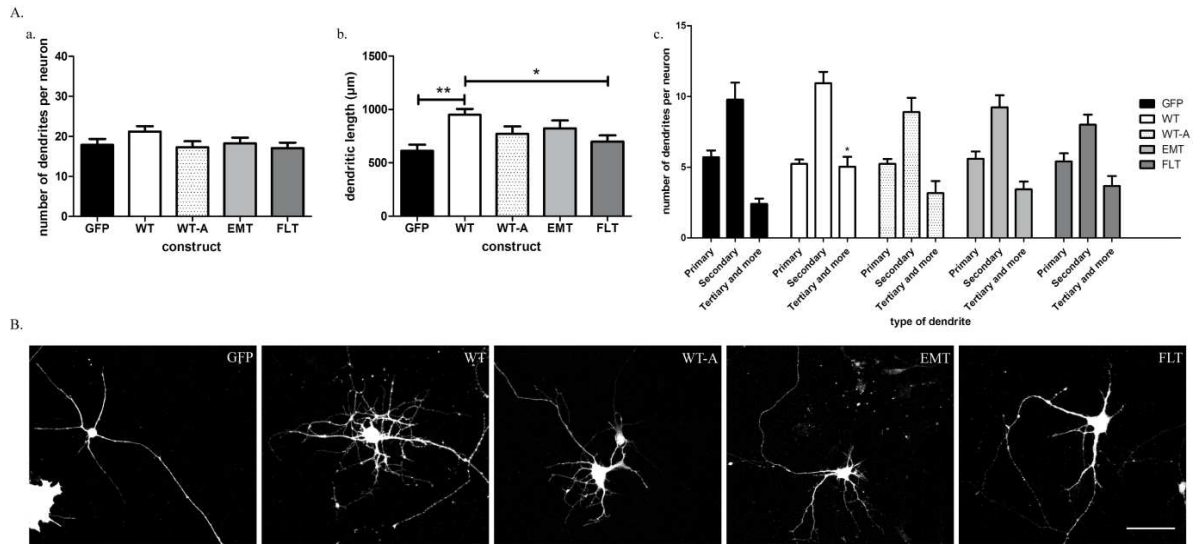 A.
a.
number of dendrites per neuron
40
30
20
10
0
GFP WT WT-A EMT FLT
construct
b.
dendritic length (µm)
1500
1000
500
0
**
*
GFP WT WT-A EMT FLT
construct
c.
number of dendrites per neuron
15
10
5
0
*
Primary
Secondary
Tertiary and more
Primary
Secondary
Tertiary and more
Primary
Secondary
Tertiary and more
Primary
Secondary
Tertiary and more
Primary
Secondary
Tertiary and more
type of dendrite
GFP
WT
WT-A
EMT
FLT
B.
GFP
WT
WT-A
EMT
FLT